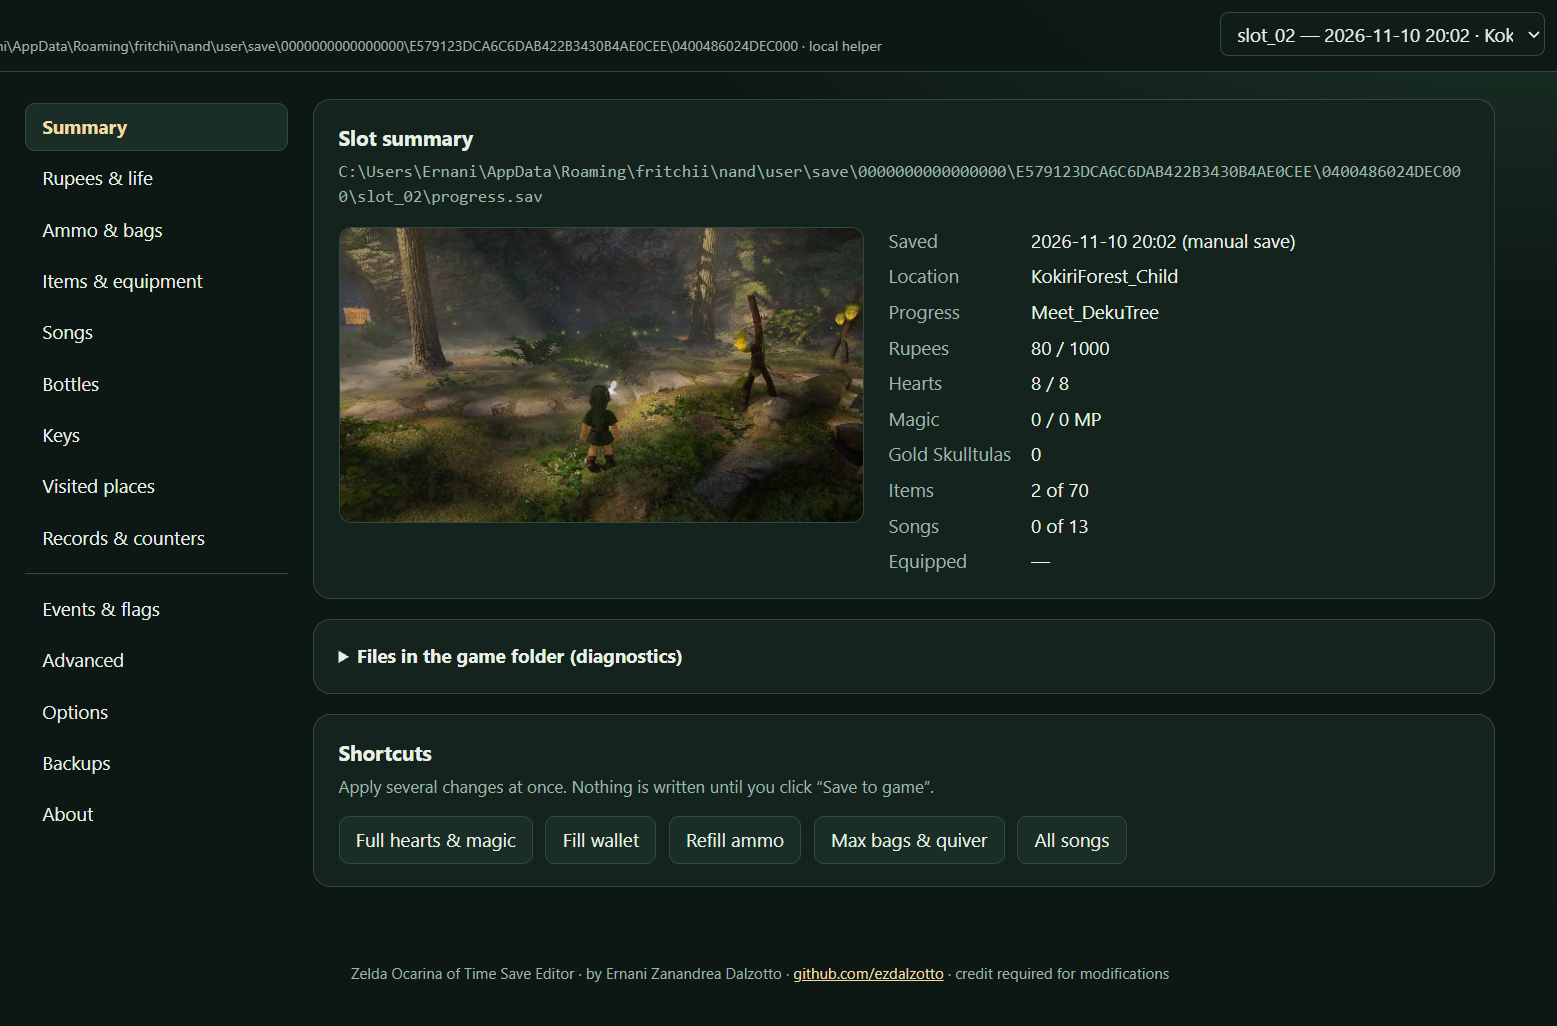 ni\AppData\Roaming\fritchii\nand\user\save\0000000000000000\E579123DCA6C6DAB422B3430B4AE0CEE\0400486024DEC000 · local helper
slot_02 — 2026-11-10 20:02 · Kok
Summary
Rupees & life
Ammo & bags
Items & equipment
Songs
Bottles
Keys
Visited places
Records & counters
Events & flags
Advanced
Options
Backups
About
Slot summary
C:\Users\Ernani\AppData\Roaming\fritchii\nand\user\save\0000000000000000\E579123DCA6C6DAB422B3430B4AE0CEE\0400486024DEC00
0\slot_02\progress.sav
Saved 2026-11-10 20:02 (manual save)
Location KokiriForest_Child
Progress Meet_DekuTree
Rupees 80 / 1000
Hearts 8 / 8
Magic 0 / 0 MP
Gold Skulltulas 0
Items 2 of 70
Songs 0 of 13
Equipped —
Files in the game folder (diagnostics)
Shortcuts
Apply several changes at once. Nothing is written until you click “Save to game”.
Full hearts & magic Fill wallet Refill ammo Max bags & quiver All songs
Zelda Ocarina of Time Save Editor · by Ernani Zanandrea Dalzotto · github.com/ezdalzotto · credit required for modifications